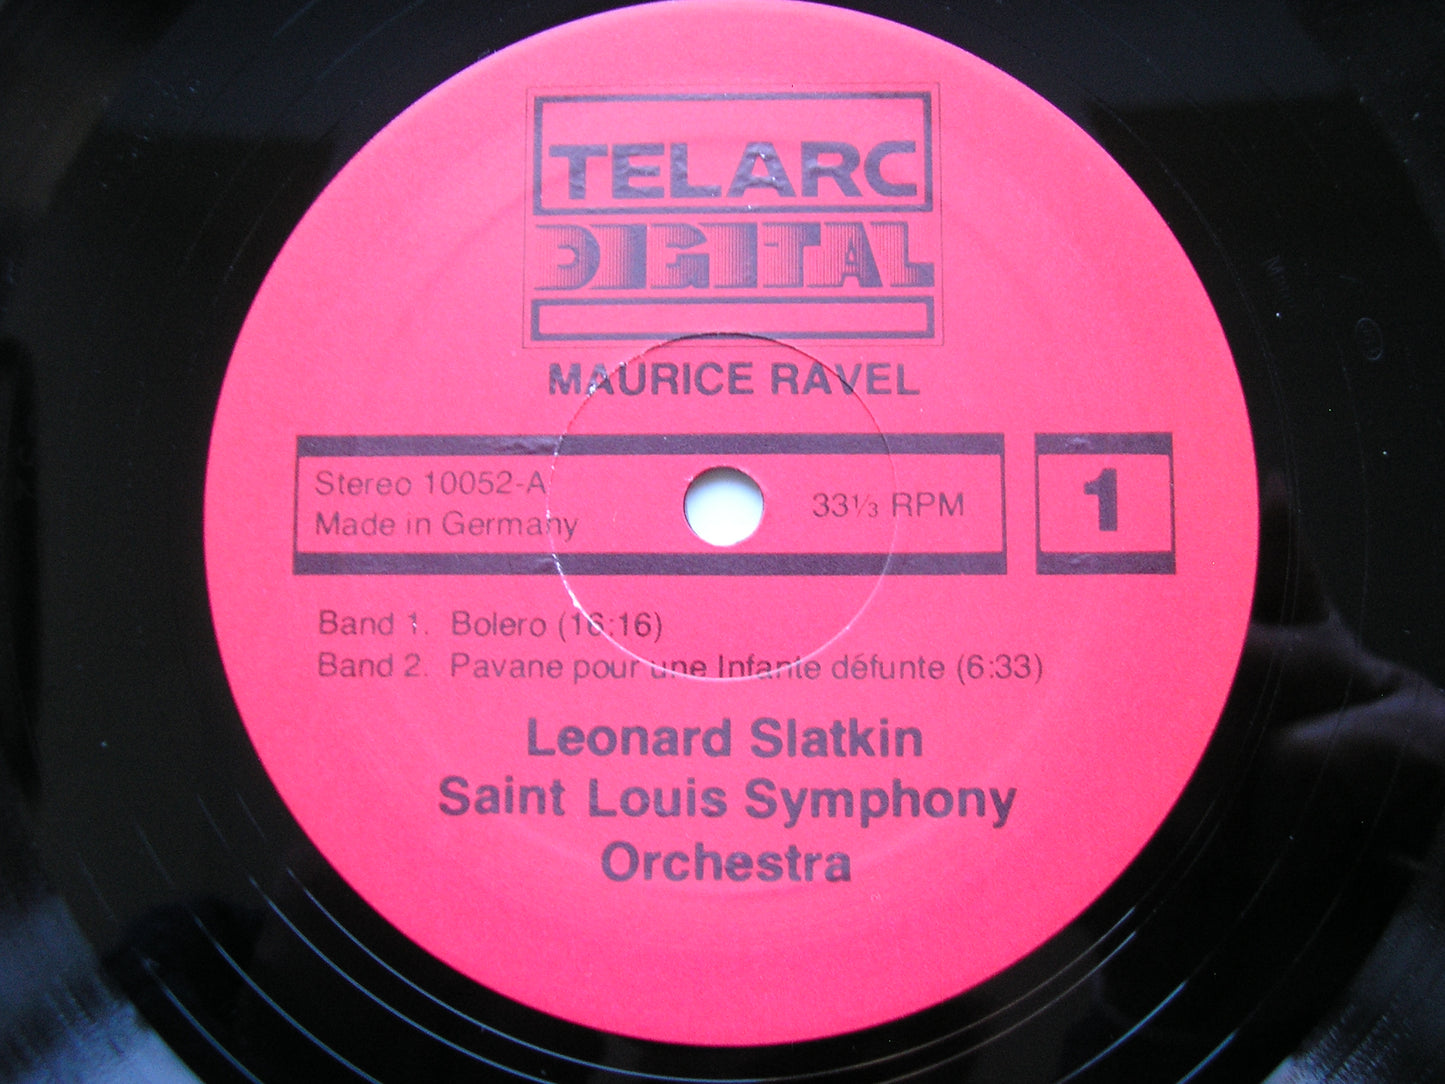 TELARC
DIGITAL
MAURICE RAVEL
Stereo 10052-A
Made in Germany
33⅓ RPM
1
Band 1. Bolero (16:16)
Band 2. Pavane pour une Infante défunte (6:33)
Leonard Slatkin
Saint Louis Symphony
Orchestra